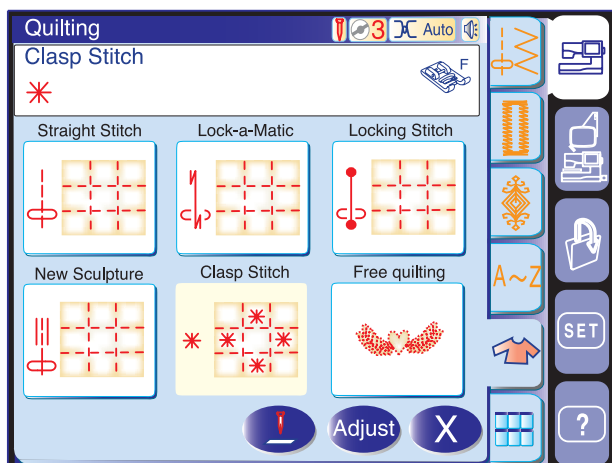 Quilting 3 Auto
Clasp Stitch F
Straight Stitch Lock-a-Matic Locking Stitch
New Sculpture Clasp Stitch Free quilting
A~Z
SET
Adjust X
?